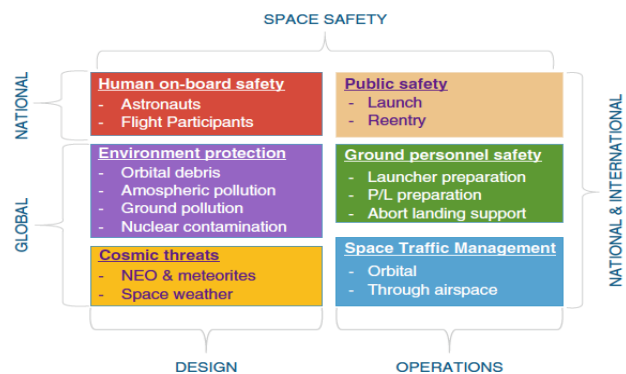 SPACE SAFETY
NATIONAL
Human on-board safety
- Astronauts
- Flight Participants
Public safety
- Launch
- Reentry
GLOBAL
Environment protection
- Orbital debris
- Amospheric pollution
- Ground pollution
- Nuclear contamination
Ground personnel safety
- Launcher preparation
- P/L preparation
- Abort landing support
Cosmic threats
- NEO & meteorites
- Space weather
Space Traffic Management
- Orbital
- Through airspace
NATIONAL & INTERNATIONAL
DESIGN
OPERATIONS